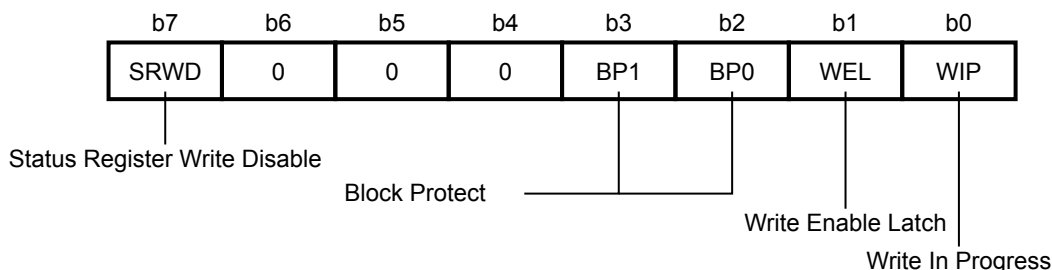 b7 b6 b5 b4 b3 b2 b1 b0
SRWD 0 0 0 BP1 BP0 WEL WIP
Status Register Write Disable
Block Protect
Write Enable Latch
Write In Progress